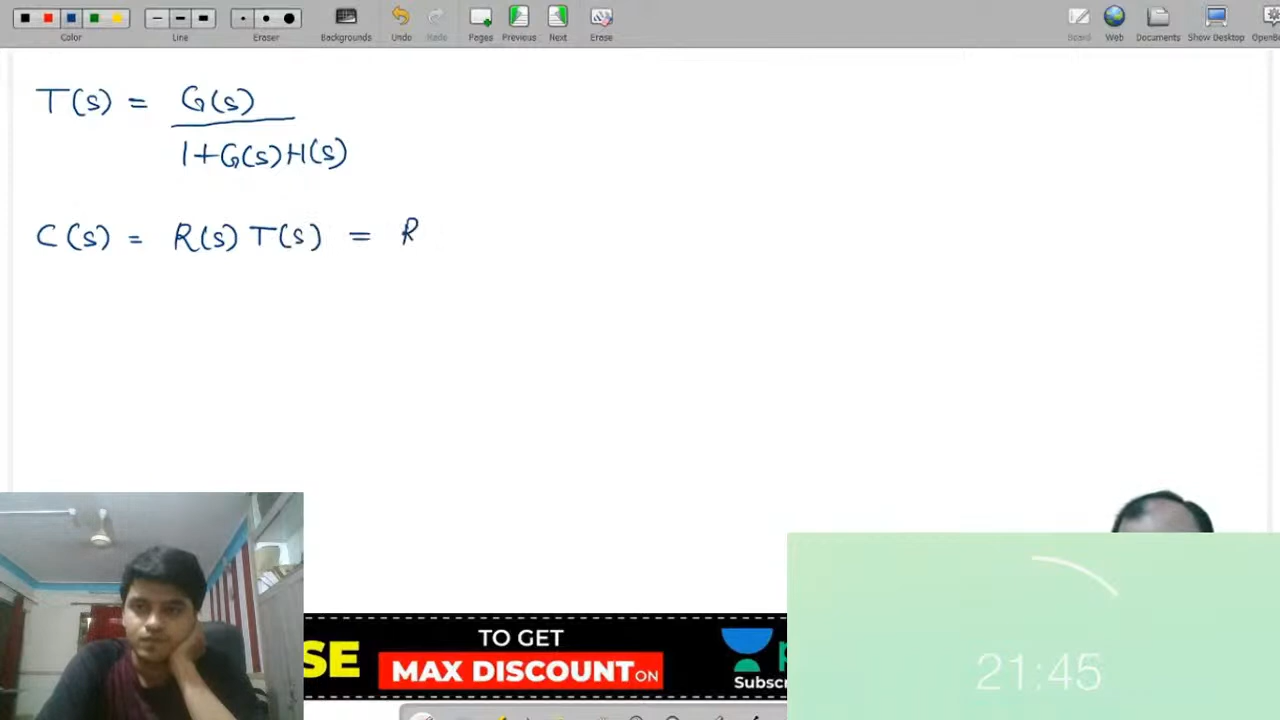 Color
Line
Eraser
Backgrounds
Undo
Redo
Pages
Previous
Next
Erase
Board
Web
Documents
Show Desktop
T(s) = G(s)
1+G(s)H(s)
C(s) = R(s) T(s) = R
SE
TO GET
MAX DISCOUNT ON
Subscr
21:45